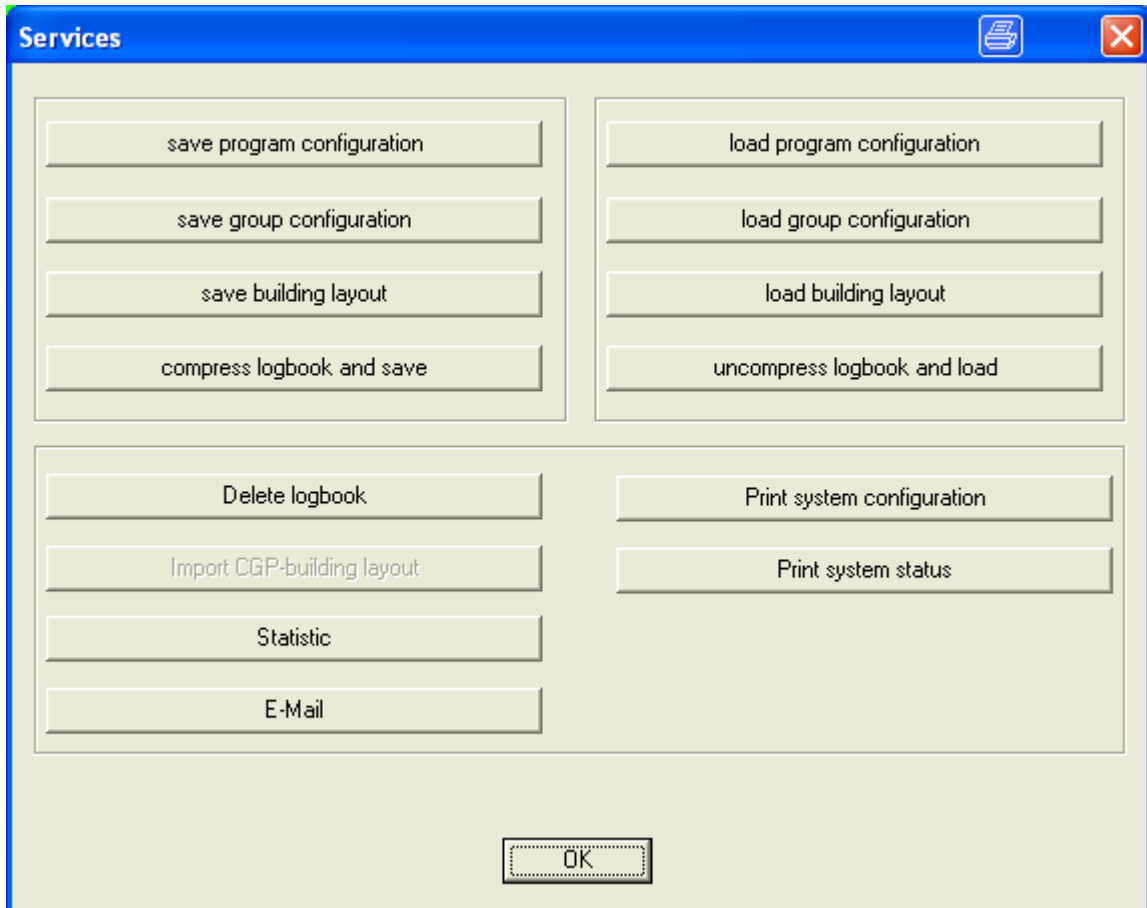 Services
save program configuration
save group configuration
save building layout
compress logbook and save
load program configuration
load group configuration
load building layout
uncompress logbook and load
Delete logbook
Import CGP-building layout
Statistic
E-Mail
Print system configuration
Print system status
OK